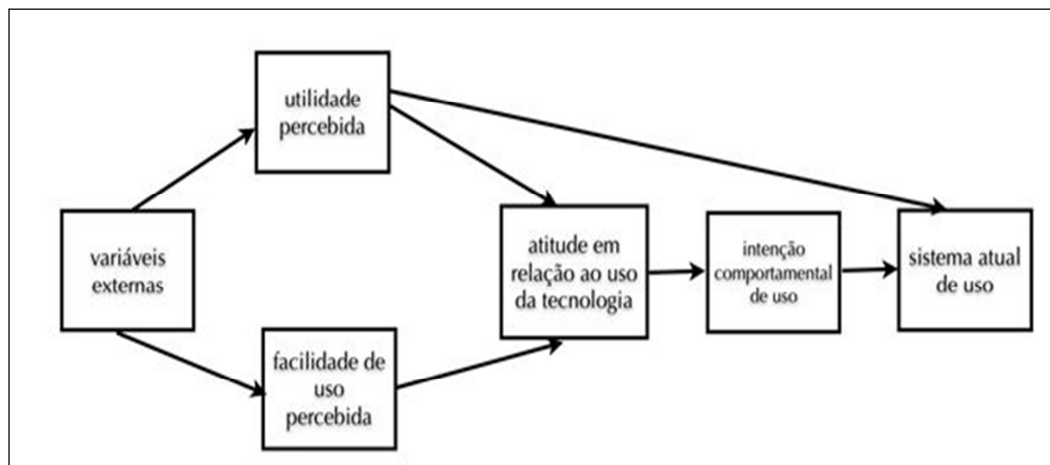 utilidade
percebida
variáveis
externas
facilidade de
uso
percebida
atitude em
relação ao uso
da tecnologia
intenção
comportamental
de uso
sistema atual
de uso